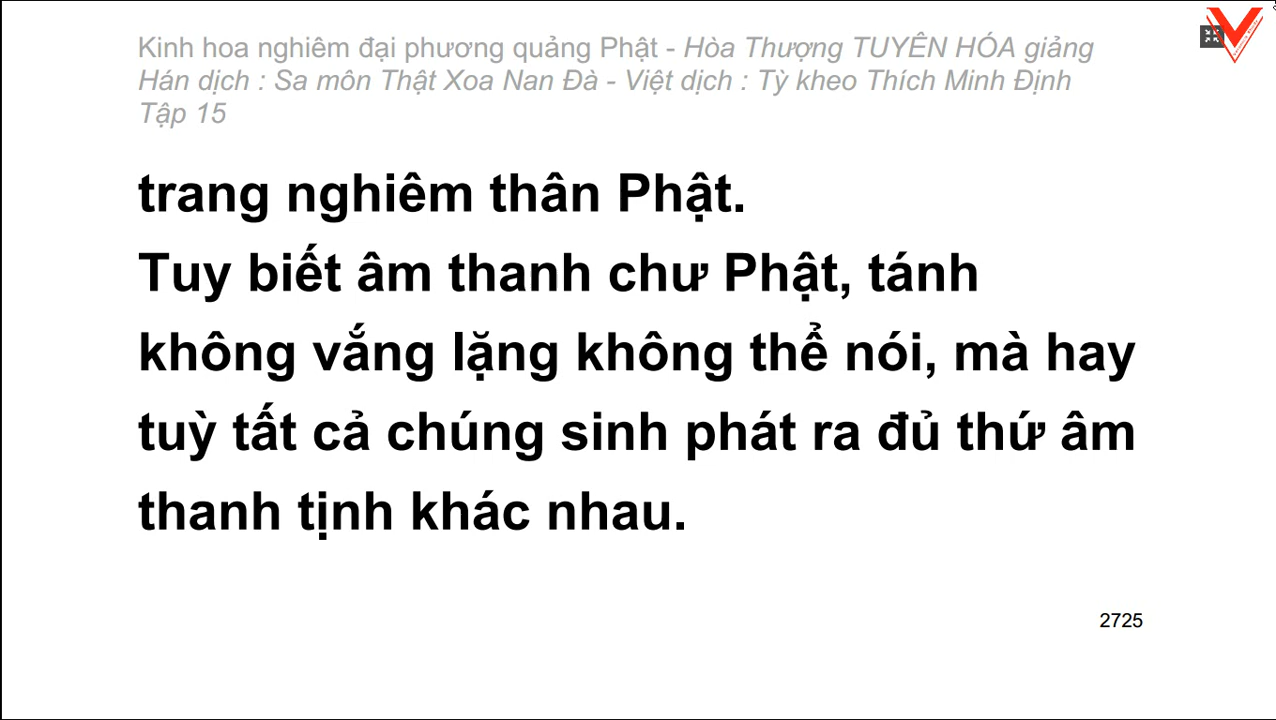 Kinh hoa nghiêm đại phương quảng Phật - Hòa Thượng TUYÊN HÓA giảng
Hán dịch : Sa môn Thật Xoa Nan Đà - Việt dịch : Tỳ kheo Thích Minh Định
Tập 15
trang nghiêm thân Phật.
Tuy biết âm thanh chư Phật, tánh
không vắng lặng không thể nói, mà hay
tuỳ tất cả chúng sinh phát ra đủ thứ âm
thanh tịnh khác nhau.
2725